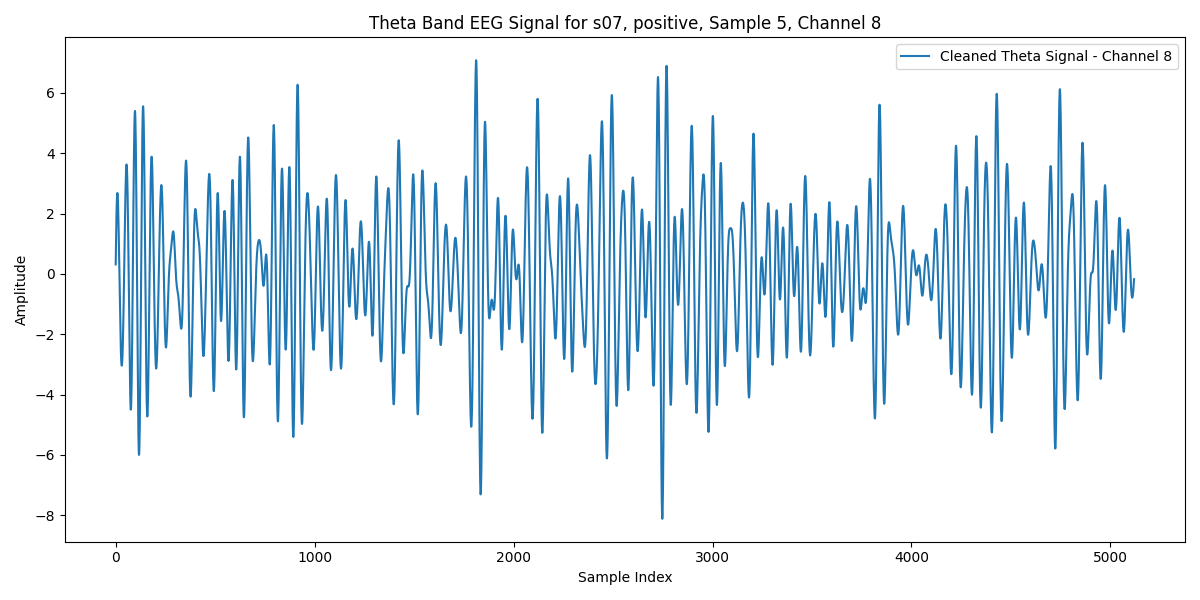 Theta Band EEG Signal for s07, positive, Sample 5, Channel 8
Cleaned Theta Signal - Channel 8
Amplitude
6
4
2
0
−2
−4
−6
−8
0 1000 2000 3000 4000 5000
Sample Index